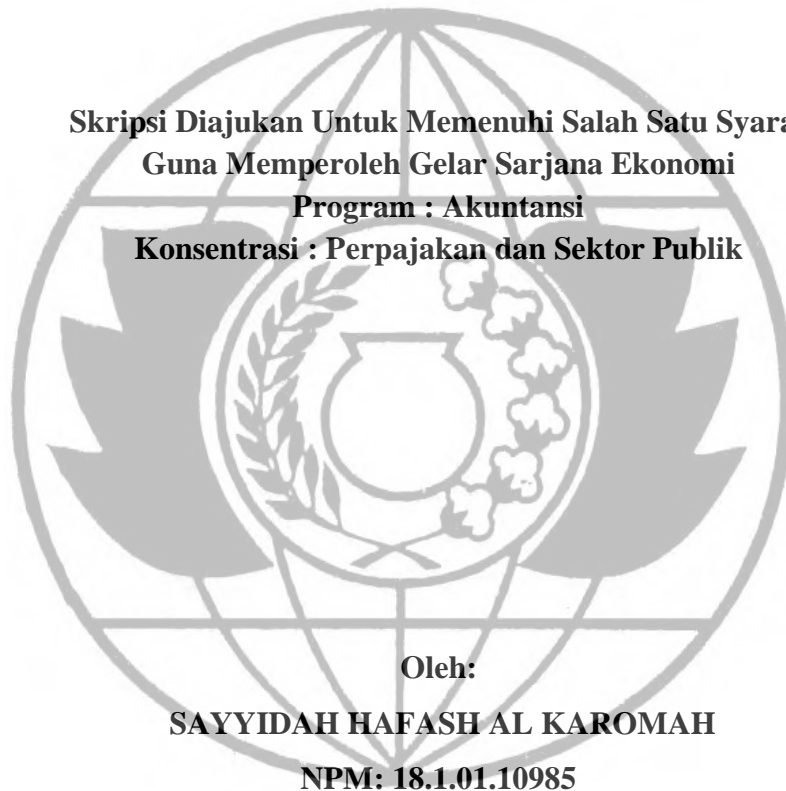 Skripsi Diajukan Untuk Memenuhi Salah Satu
Guna Memperoleh Gelar Sarjana Ekonomi
Program : Akuntansi
Konsentrasi : Perpajakan dan Sektor Publik
Oleh:
SAYYIDAH HAFASH AL KAROMAH
NPM: 18.1.01.10985